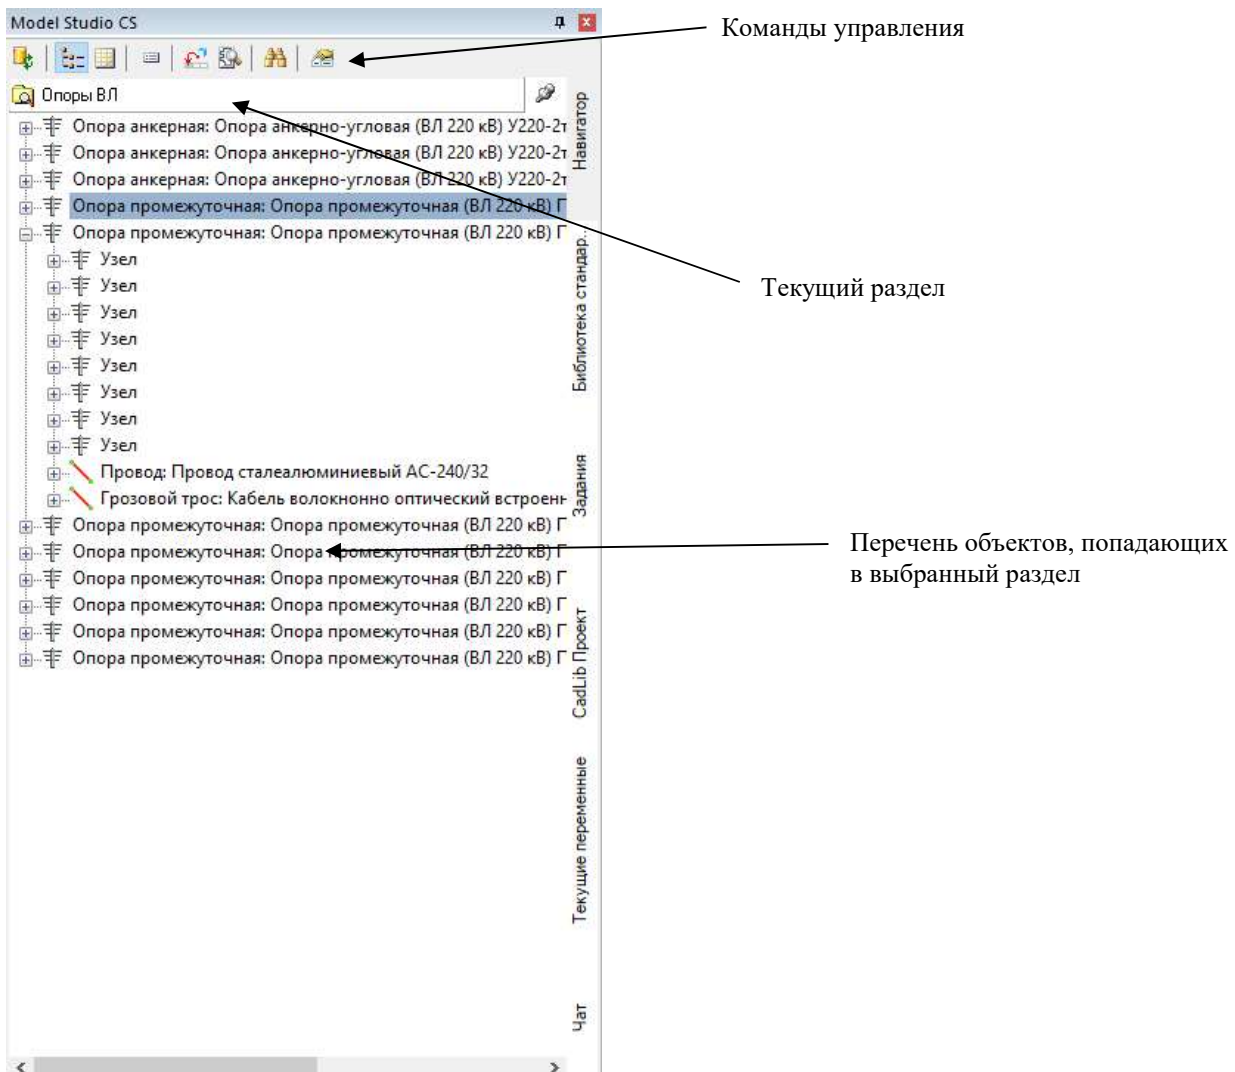 Model Studio CS
Команды управления
Опоры ВЛ
Опора анкерная: Опора анкерно-угловая (ВЛ 220 кВ) У220-2т
Опора анкерная: Опора анкерно-угловая (ВЛ 220 кВ) У220-2т
Опора анкерная: Опора анкерно-угловая (ВЛ 220 кВ) У220-2т
Опора промежуточная: Опора промежуточная (ВЛ 220 кВ) П
Опора промежуточная: Опора промежуточная (ВЛ 220 кВ) П
Узел
Узел
Узел
Узел
Узел
Узел
Узел
Узел
Провод: Провод сталеалюминиевый АС-240/32
Грозовой трос: Кабель волокнонно оптический встроенн
Опора промежуточная: Опора промежуточная (ВЛ 220 кВ) П
Опора промежуточная: Опора промежуточная (ВЛ 220 кВ) П
Опора промежуточная: Опора промежуточная (ВЛ 220 кВ) П
Опора промежуточная: Опора промежуточная (ВЛ 220 кВ) П
Опора промежуточная: Опора промежуточная (ВЛ 220 кВ) П
Опора промежуточная: Опора промежуточная (ВЛ 220 кВ) П
Навигатор
Библиотека стандар...
Задания
CadLib Проект
Текущие переменные
Чат
Текущий раздел
Перечень объектов, попадающих
в выбранный раздел